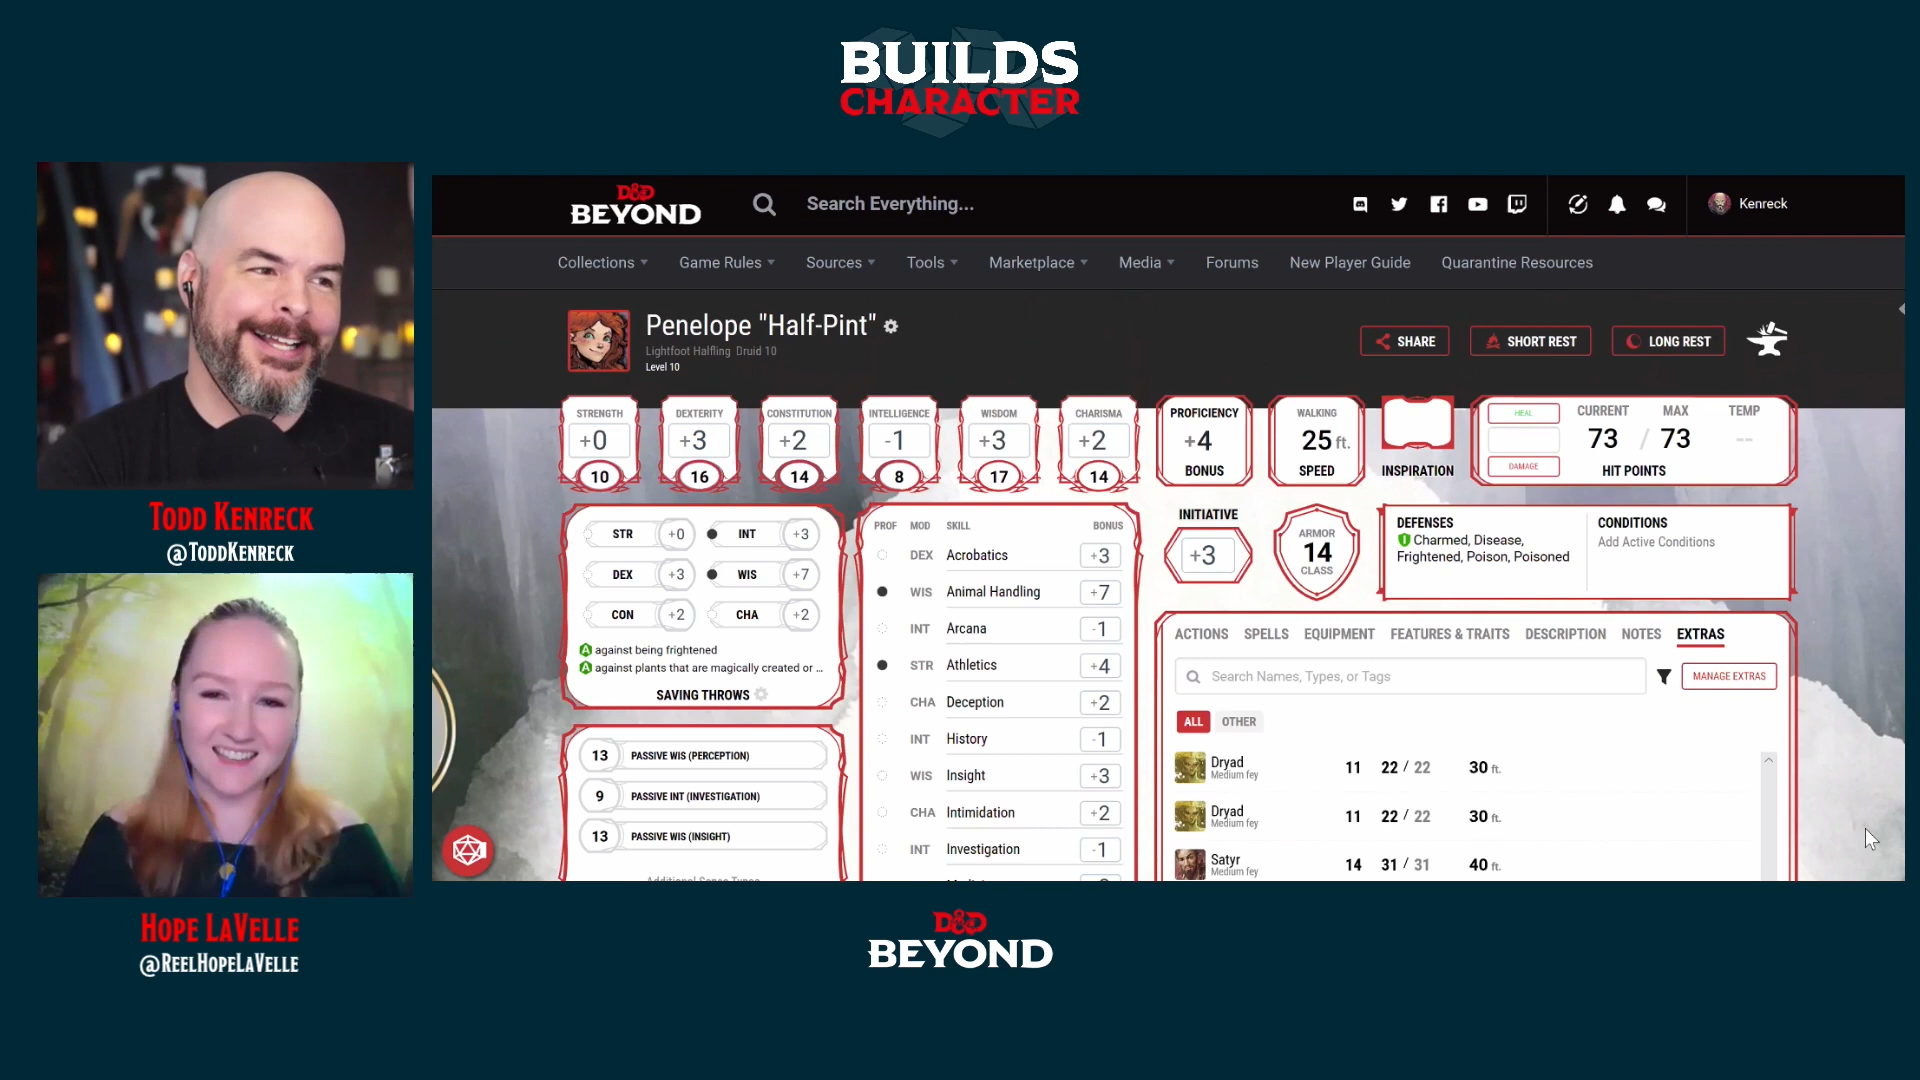 BUILDS
CHARACTER
D&D
BEYOND
Search Everything...
Kenreck
Collections
Game Rules
Sources
Tools
Marketplace
Media
Forums
New Player Guide
Quarantine Resources
Penelope "Half-Pint"
Lightfoot Halfling Druid 10
Level 10
SHARE
SHORT REST
LONG REST
STRENGTH
+0
10
DEXTERITY
+3
16
CONSTITUTION
+2
14
INTELLIGENCE
-1
8
WISDOM
+3
17
CHARISMA
+2
14
PROFICIENCY
+4
BONUS
WALKING
25 ft.
SPEED
INSPIRATION
HEAL
DAMAGE
CURRENT
MAX
TEMP
73 / 73 --
HIT POINTS
STR +0
INT +3
DEX +3
WIS +7
CON +2
CHA +2
against being frightened
against plants that are magically created or ...
SAVING THROWS
13 PASSIVE WIS (PERCEPTION)
9 PASSIVE INT (INVESTIGATION)
13 PASSIVE WIS (INSIGHT)
PROF MOD SKILL BONUS
DEX Acrobatics +3
WIS Animal Handling +7
INT Arcana -1
STR Athletics +4
CHA Deception +2
INT History -1
WIS Insight +3
CHA Intimidation +2
INT Investigation -1
INITIATIVE
+3
ARMOR
14
CLASS
DEFENSES
Charmed, Disease,
Frightened, Poison, Poisoned
CONDITIONS
Add Active Conditions
ACTIONS SPELLS EQUIPMENT FEATURES & TRAITS DESCRIPTION NOTES EXTRAS
Search Names, Types, or Tags
MANAGE EXTRAS
ALL OTHER
Dryad 11 22 / 22 30 ft.
Medium fey
Dryad 11 22 / 22 30 ft.
Medium fey
Satyr 14 31 / 31 40 ft.
Medium fey
TODD KENRECK
@TODDKENRECK
HOPE LAVELLE
@REELHOPELAVELLE
D&D
BEYOND